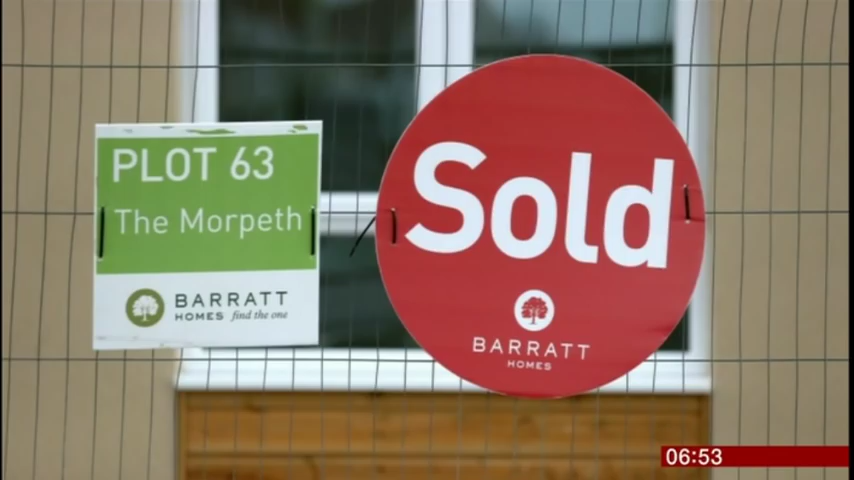 PLOT 63
The Morpeth
BARRATT
HOMES find the one
Sold
BARRATT
HOMES
06:53